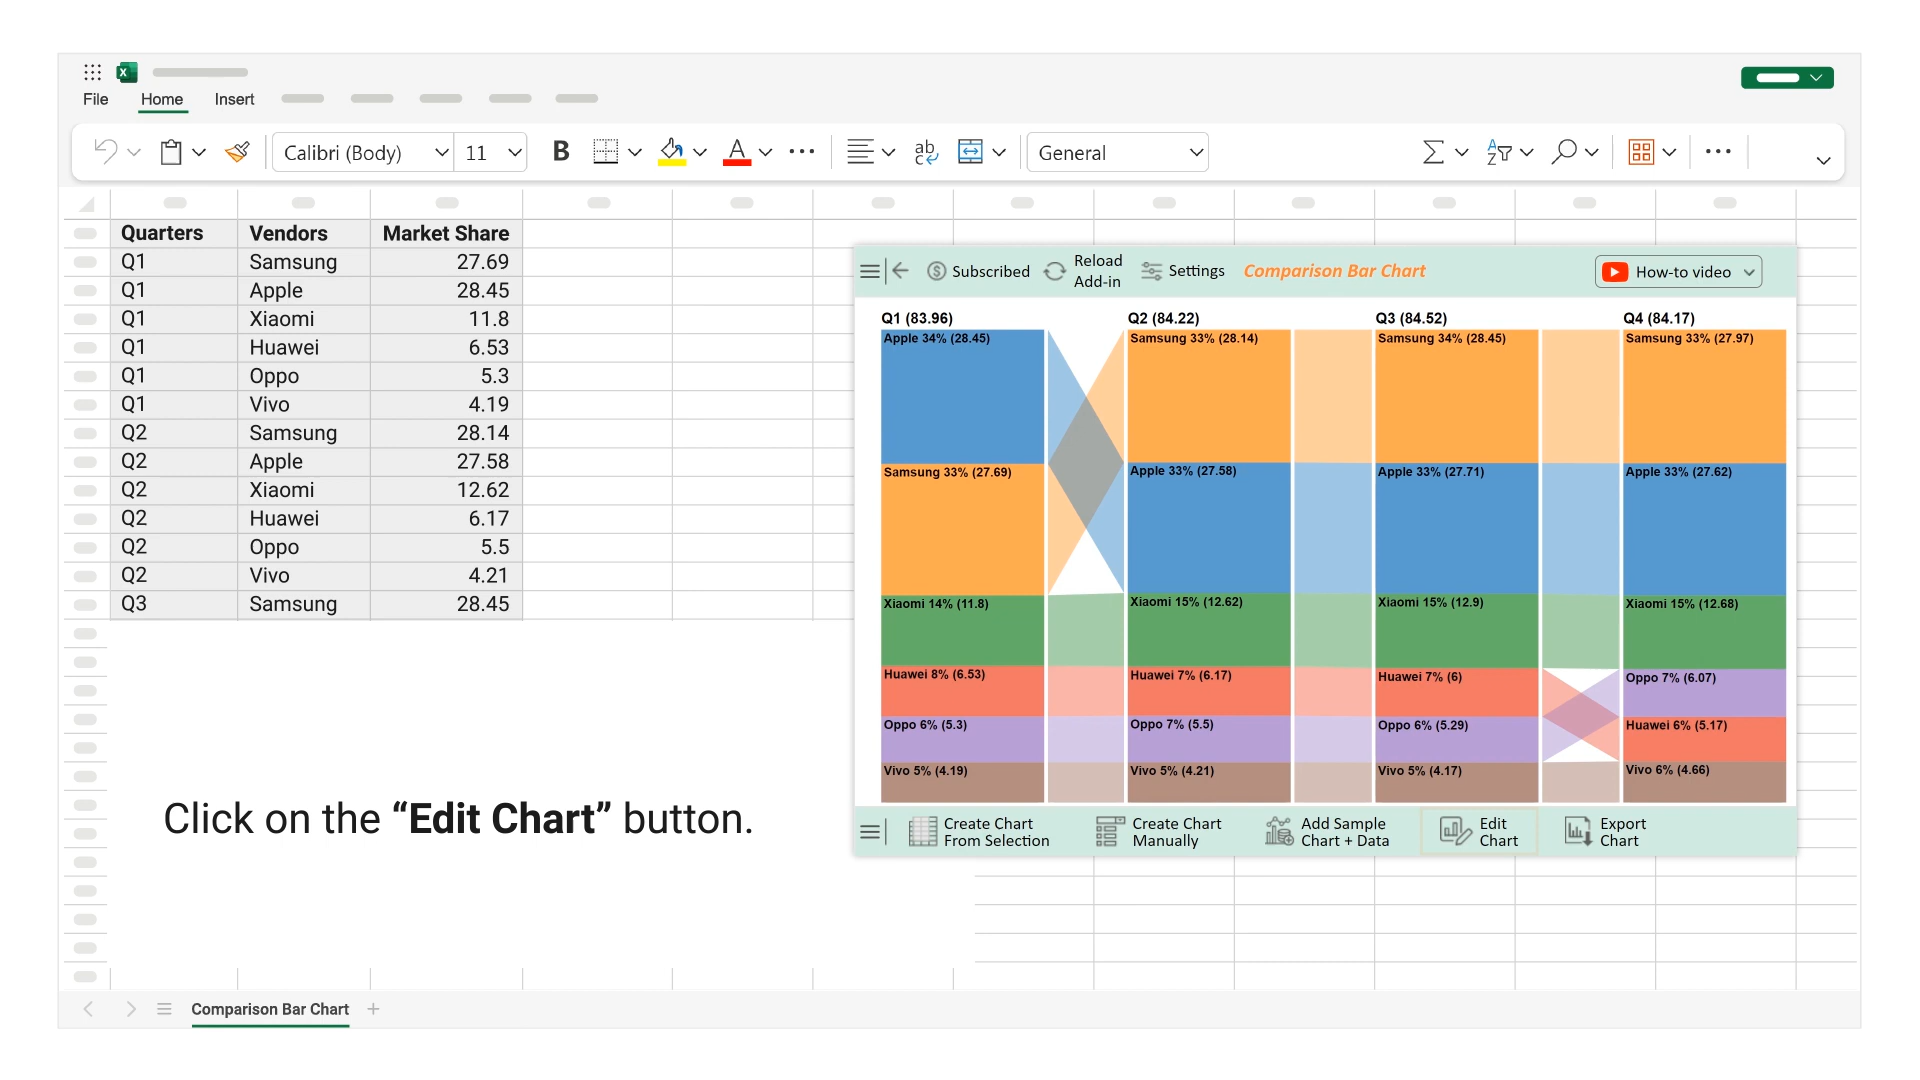 File Home Insert
Calibri (Body) 11 B A ab c General
Quarters Vendors Market Share
Q1 Samsung 27.69
Q1 Apple 28.45
Q1 Xiaomi 11.8
Q1 Huawei 6.53
Q1 Oppo 5.3
Q1 Vivo 4.19
Q2 Samsung 28.14
Q2 Apple 27.58
Q2 Xiaomi 12.62
Q2 Huawei 6.17
Q2 Oppo 5.5
Q2 Vivo 4.21
Q3 Samsung 28.45
Click on the “Edit Chart” button.
Subscribed
Reload
Add-in
Settings
Comparison Bar Chart
How-to video
Q1 (83.96)
Apple 34% (28.45)
Samsung 33% (27.69)
Xiaomi 14% (11.8)
Huawei 8% (6.53)
Oppo 6% (5.3)
Vivo 5% (4.19)
Q2 (84.22)
Samsung 33% (28.14)
Apple 33% (27.58)
Xiaomi 15% (12.62)
Huawei 7% (6.17)
Oppo 7% (5.5)
Vivo 5% (4.21)
Q3 (84.52)
Samsung 34% (28.45)
Apple 33% (27.71)
Xiaomi 15% (12.9)
Huawei 7% (6)
Oppo 6% (5.29)
Vivo 5% (4.17)
Q4 (84.17)
Samsung 33% (27.97)
Apple 33% (27.62)
Xiaomi 15% (12.68)
Oppo 7% (6.07)
Huawei 6% (5.17)
Vivo 6% (4.66)
Create Chart
From Selection
Create Chart
Manually
Add Sample
Chart + Data
Edit
Chart
Export
Chart
Comparison Bar Chart